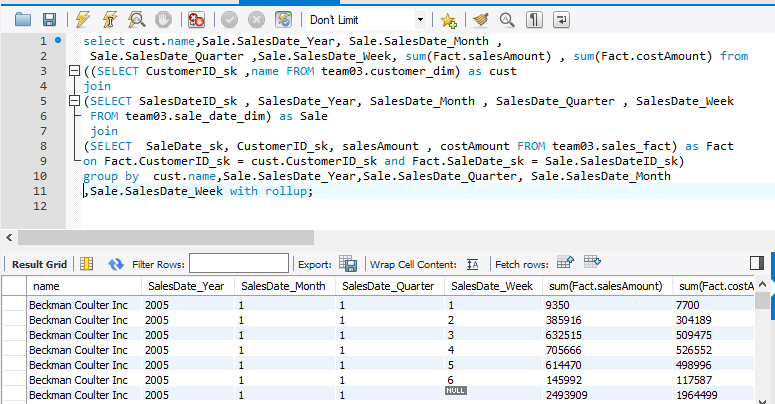 Don't Limit
1 select cust.name,Sale.SalesDate_Year, Sale.SalesDate_Month ,
2 Sale.SalesDate_Quarter ,Sale.SalesDate_Week, sum(Fact.salesAmount) , sum(Fact.costAmount) from
3 ((SELECT CustomerID_sk ,name FROM team03.customer_dim) as cust
4 join
5 (SELECT SalesDateID_sk , SalesDate_Year, SalesDate_Month , SalesDate_Quarter , SalesDate_Week
6 FROM team03.sale_date_dim) as Sale
7 join
8 (SELECT SaleDate_sk, CustomerID_sk, salesAmount , costAmount FROM team03.sales_fact) as Fact
9 on Fact.CustomerID_sk = cust.CustomerID_sk and Fact.SaleDate_sk = Sale.SalesDateID_sk)
10 group by cust.name,Sale.SalesDate_Year,Sale.SalesDate_Quarter, Sale.SalesDate_Month
11 ,Sale.SalesDate_Week with rollup;
12
Result Grid Filter Rows: Export: Wrap Cell Content: IA Fetch rows:
name SalesDate_Year SalesDate_Month SalesDate_Quarter SalesDate_Week sum(Fact.salesAmount) sum(Fact.costA
Beckman Coulter Inc 2005 1 1 1 9350 7700
Beckman Coulter Inc 2005 1 1 2 385916 304189
Beckman Coulter Inc 2005 1 1 3 632515 509475
Beckman Coulter Inc 2005 1 1 4 705666 526552
Beckman Coulter Inc 2005 1 1 5 614470 498996
Beckman Coulter Inc 2005 1 1 6 145992 117587
Beckman Coulter Inc 2005 1 1 NULL 2493909 1964499